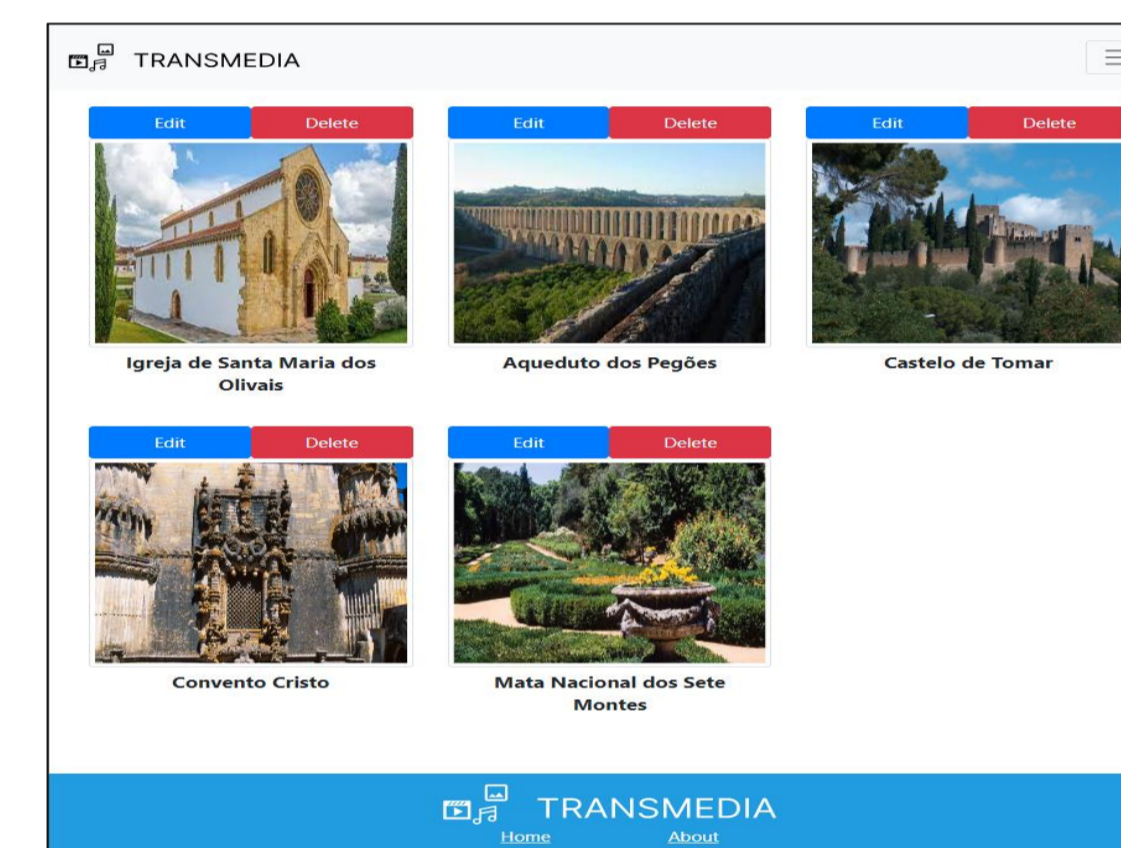 TRANSMEDIA
Edit Delete Edit Delete Edit Delete
Igreja de Santa Maria dos
Olivais
Aqueduto dos Pegões
Castelo de Tomar
Edit Delete Edit Delete
Convento Cristo
Mata Nacional dos Sete
Montes
TRANSMEDIA
Home About